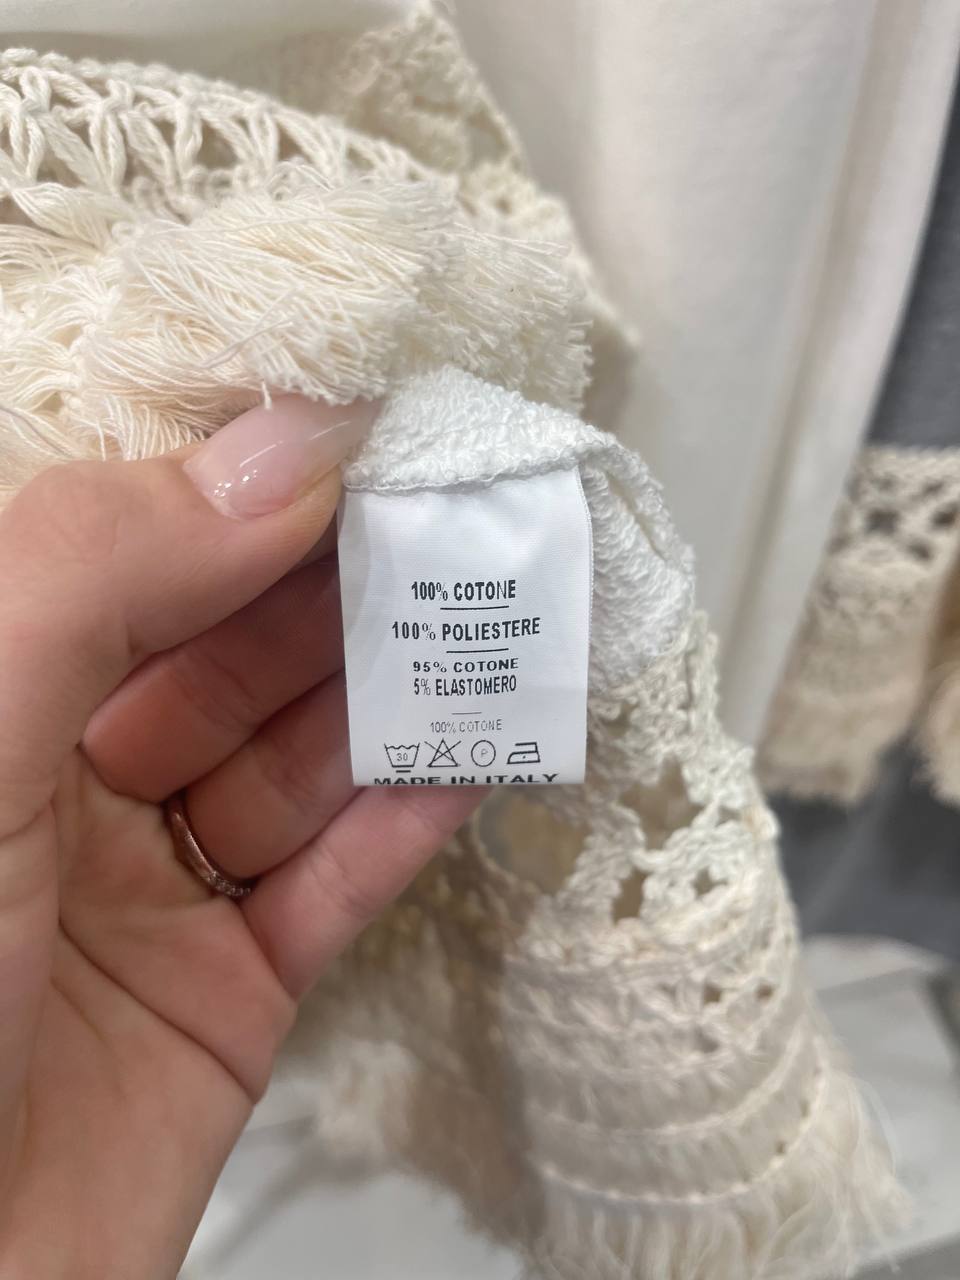 100% COTONE
100% POLIESTERE
95% COTONE
5% ELASTOMERO
100% COTONE
30 P
MADE IN ITALY